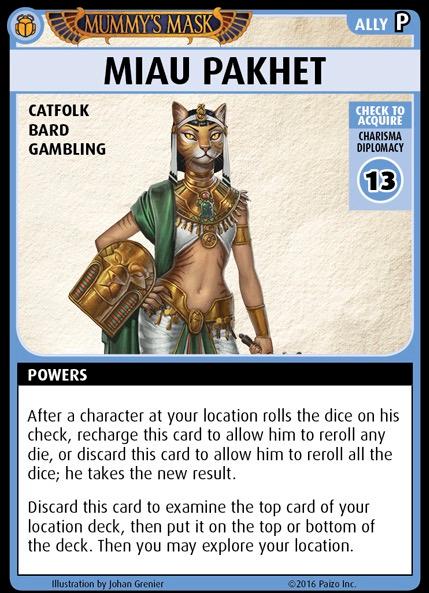 MUMMY'S MASK
ALLY P
MIAU PAKHET
CATFOLK
BARD
GAMBLING
CHECK TO
ACQUIRE
CHARISMA
DIPLOMACY
13
POWERS
After a character at your location rolls the dice on his
check, recharge this card to allow him to reroll any
die, or discard this card to allow him to reroll all the
dice; he takes the new result.
Discard this card to examine the top card of your
location deck, then put it on the top or bottom of
the deck. Then you may explore your location.
Illustration by Johan Grenier
©2016 Paizo Inc.